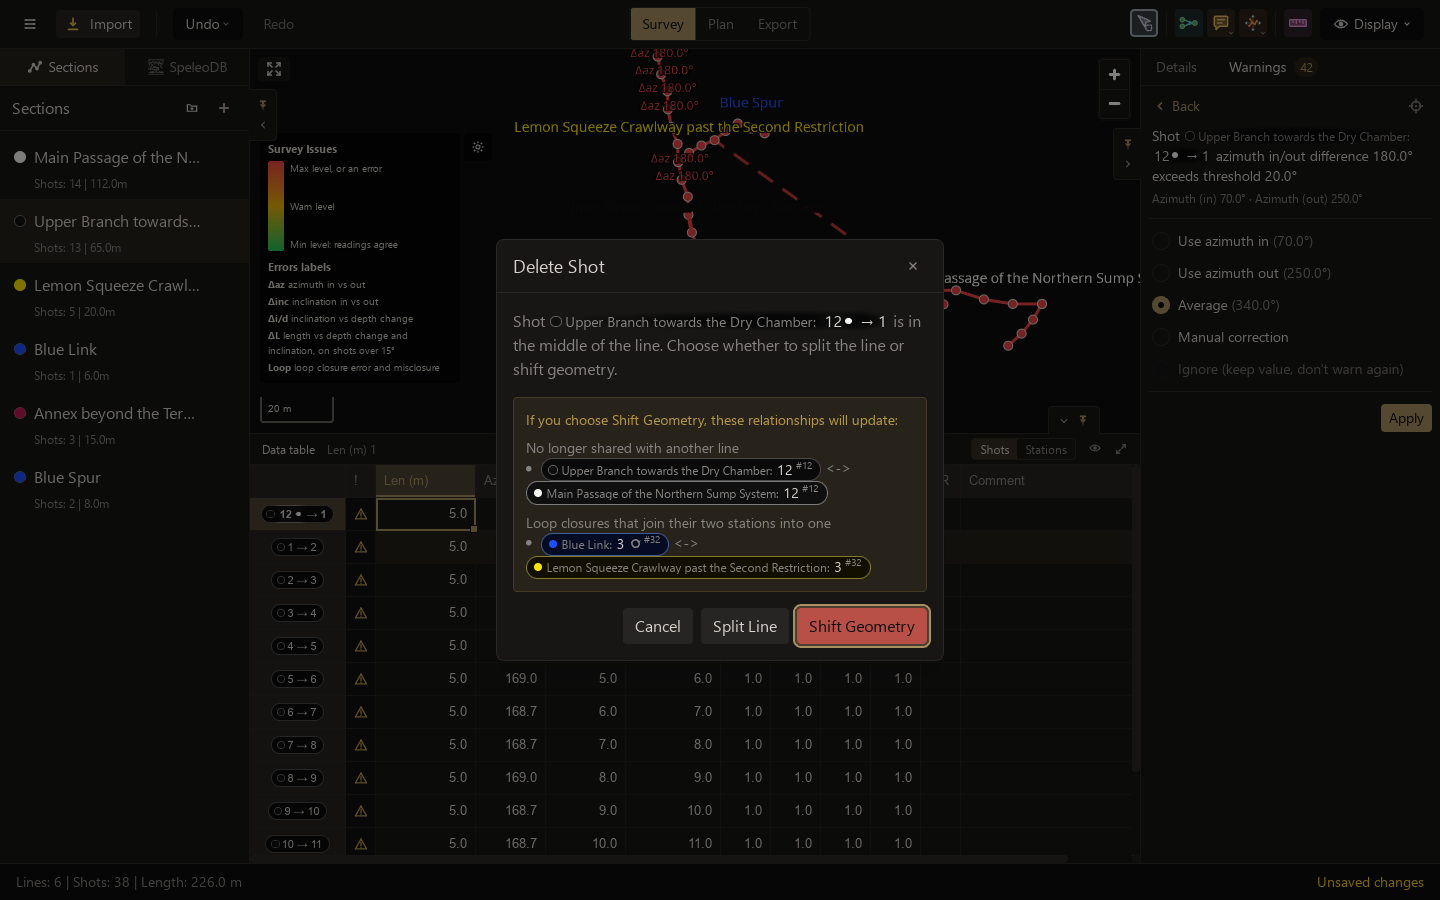 Import
Undo
Redo
Survey
Plan
Export
Display
Sections
SpeleoDB
Sections
Main Passage of the N...
Shots: 14 | 112.0m
Upper Branch towards...
Shots: 13 | 65.0m
Lemon Squeeze Crawl...
Shots: 5 | 20.0m
Blue Link
Shots: 1 | 6.0m
Annex beyond the Ter...
Shots: 3 | 15.0m
Blue Spur
Shots: 2 | 8.0m
Δaz 180.0°
Δaz 180.0°
Δaz 180.0°
Δaz 180.0°
Blue Spur
Lemon Squeeze Crawlway past the Second Restriction
Δaz 180.0°
Δaz 180.0°
assage of the Northern Sump S
Survey Issues
Max level, or an error
Warn level
Min level: readings agree
Errors labels
Δaz azimuth in vs out
Δinc inclination in vs out
Δi/d inclination vs depth change
ΔL length vs depth change and
inclination, on shots over 15°
Loop loop closure error and misclosure
20 m
Details
Warnings 42
Back
Shot Upper Branch towards the Dry Chamber:
12 → 1 azimuth in/out difference 180.0°
exceeds threshold 20.0°
Azimuth (in) 70.0° · Azimuth (out) 250.0°
Use azimuth in (70.0°)
Use azimuth out (250.0°)
Average (340.0°)
Manual correction
Ignore (keep value, don't warn again)
Apply
Delete Shot
×
Shot Upper Branch towards the Dry Chamber: 12 → 1 is in
the middle of the line. Choose whether to split the line or
shift geometry.
If you choose Shift Geometry, these relationships will update:
No longer shared with another line
• Upper Branch towards the Dry Chamber: 12 #12 <->
Main Passage of the Northern Sump System: 12 #12
Loop closures that join their two stations into one
• Blue Link: 3 #32 <->
Lemon Squeeze Crawlway past the Second Restriction: 3 #32
Cancel
Split Line
Shift Geometry
Data table
Len (m) 1
Shots
Stations
! Len (m) Az R Comment
12 → 1 5.0
1 → 2 5.0
2 → 3 5.0
3 → 4 5.0
4 → 5 5.0
5 → 6 5.0 169.0 5.0 6.0 1.0 1.0 1.0 1.0
6 → 7 5.0 168.7 6.0 7.0 1.0 1.0 1.0 1.0
7 → 8 5.0 168.7 7.0 8.0 1.0 1.0 1.0 1.0
8 → 9 5.0 169.0 8.0 9.0 1.0 1.0 1.0 1.0
9 → 10 5.0 168.7 9.0 10.0 1.0 1.0 1.0 1.0
10 → 11 5.0 168.7 10.0 11.0 1.0 1.0 1.0 1.0
Lines: 6 | Shots: 38 | Length: 226.0 m
Unsaved changes